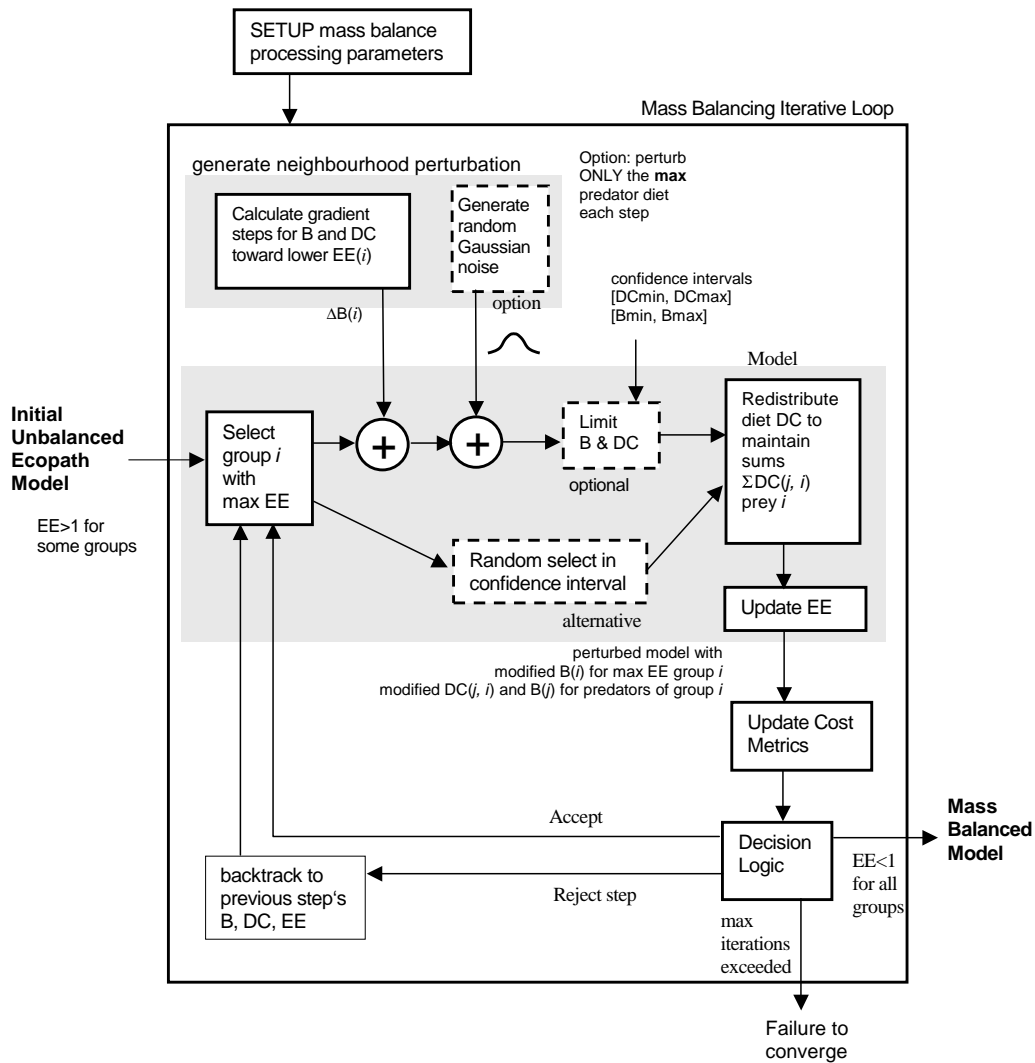 SETUP mass balance
processing parameters
Mass Balancing Iterative Loop
generate neighbourhood perturbation
Calculate gradient
steps for B and DC
toward lower EE(i)
Generate
random
Gaussian
noise
option
Option: perturb
ONLY the max
predator diet
each step
ΔB(i)
confidence intervals
[DCmin, DCmax]
[Bmin, Bmax]
Model
Initial
Unbalanced
Ecopath
Model
EE>1 for
some groups
Select
group i
with
max EE
+
+
Limit
B & DC
optional
Redistribute
diet DC to
maintain
sums
ΣDC(j, i)
prey i
Random select in
confidence interval
alternative
Update EE
perturbed model with
modified B(i) for max EE group i
modified DC(j, i) and B(j) for predators of group i
Update Cost
Metrics
Accept
Decision
Logic
Mass
Balanced
Model
EE<1
for all
groups
Reject step
backtrack to
previous step‘s
B, DC, EE
max
iterations
exceeded
Failure to
converge